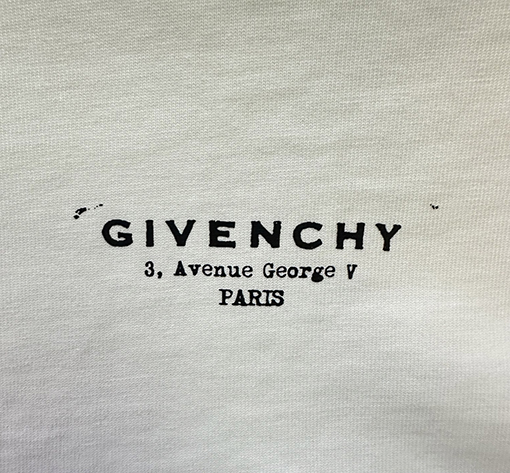 GIVENCHY
3, Avenue George V
PARIS